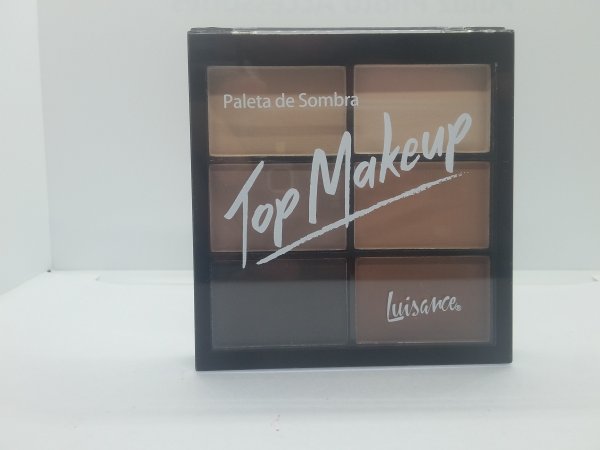 Paleta de Sombra
Top Makeup
Luisance®